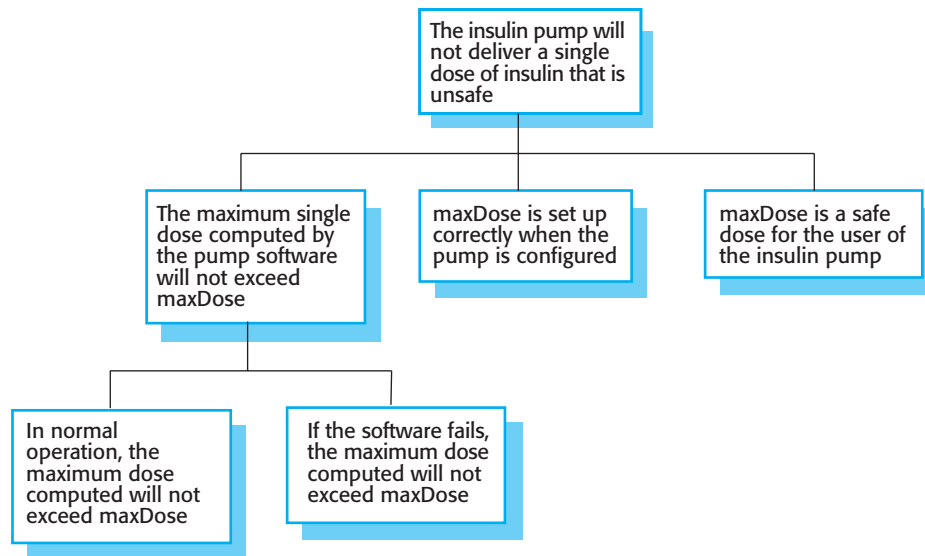 The insulin pump will
not deliver a single
dose of insulin that is
unsafe
The maximum single
dose computed by
the pump software
will not exceed
maxDose
maxDose is set up
correctly when the
pump is configured
maxDose is a safe
dose for the user of
the insulin pump
In normal
operation, the
maximum dose
computed will not
exceed maxDose
If the software fails,
the maximum dose
computed will not
exceed maxDose